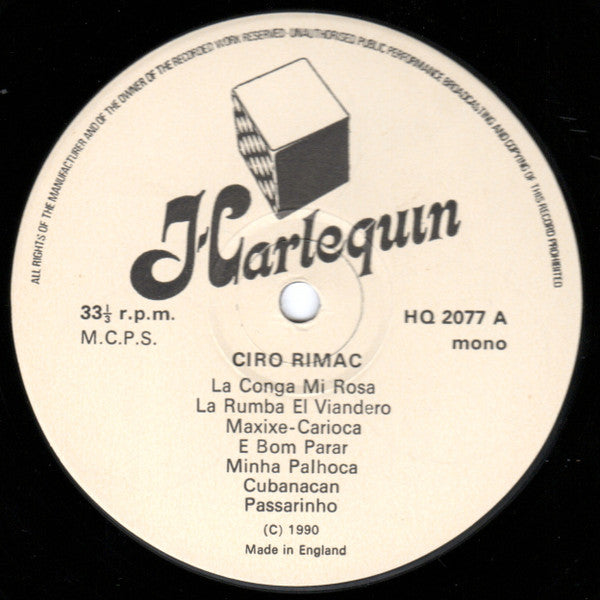 ALL RIGHTS OF THE MANUFACTURER AND OF THE OWNER OF THE RECORDED WORK RESERVED-UNAUTHORISED PUBLIC PERFORMANCE BROADCASTING AND COPYING OF THIS RECORD PROHIBITED
Harlequin
33⅓ r.p.m.
M.C.P.S.
HQ 2077 A
mono
CIRO RIMAC
La Conga Mi Rosa
La Rumba El Viandero
Maxixe-Carioca
E Bom Parar
Minha Palhoca
Cubanacan
Passarinho
(C) 1990
Made in England